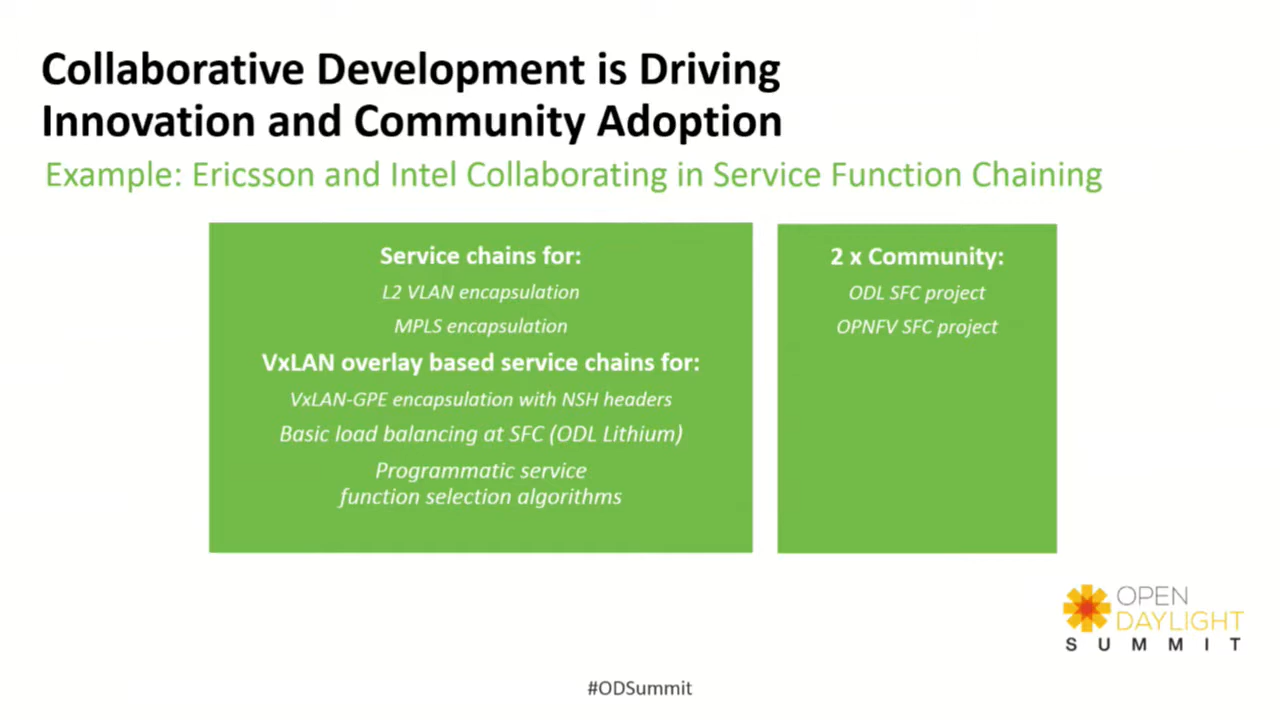 Collaborative Development is Driving
Innovation and Community Adoption
Example: Ericsson and Intel Collaborating in Service Function Chaining
Service chains for:
L2 VLAN encapsulation
MPLS encapsulation
VxLAN overlay based service chains for:
VxLAN-GPE encapsulation with NSH headers
Basic load balancing at SFC (ODL Lithium)
Programmatic service
function selection algorithms
2 x Community:
ODL SFC project
OPNFV SFC project
OPEN
DAYLIGHT
SUMMIT
#ODSummit